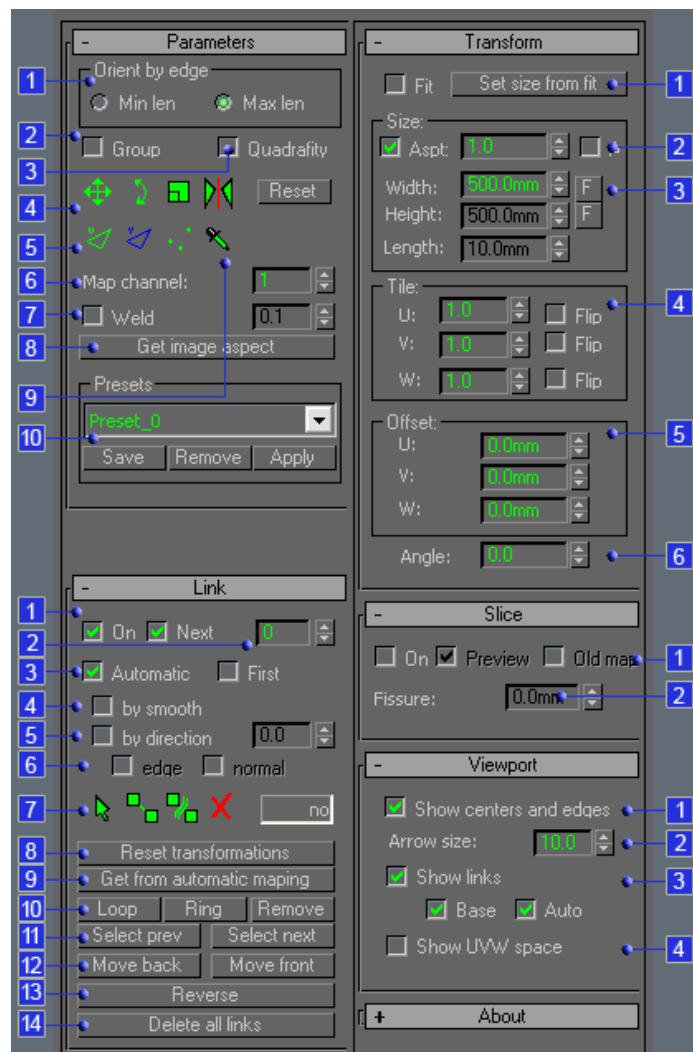 - Parameters
1 Orient by edge
Min len Max len
2 Group Quadrafity
3
4 Reset
5
6 Map channel: 1
7 Weld 0.1
8 Get image aspect
9 Presets
10 Preset_0
Save Remove Apply
- Link
1 On Next 0
2
3 Automatic First
4 by smooth
5 by direction 0.0
6 edge normal
7 no
8 Reset transformations
9 Get from automatic maping
10 Loop Ring Remove
11 Select prev Select next
12 Move back Move front
13 Reverse
14 Delete all links
- Transform
Fit Set size from fit 1
Size:
Aspt: 1.0 2
Width: 500.0mm F 3
Height: 500.0mm F
Length: 10.0mm
Tile:
U: 1.0 Flip 4
V: 1.0 Flip
W: 1.0 Flip
Offset: 5
U: 0.0mm
V: 0.0mm
W: 0.0mm
Angle: 0.0 6
- Slice
On Preview Old map 1
Fissure: 0.0mm 2
- Viewport
Show centers and edges 1
Arrow size: 10.0 2
Show links 3
Base Auto
Show UVW space 4
+ About